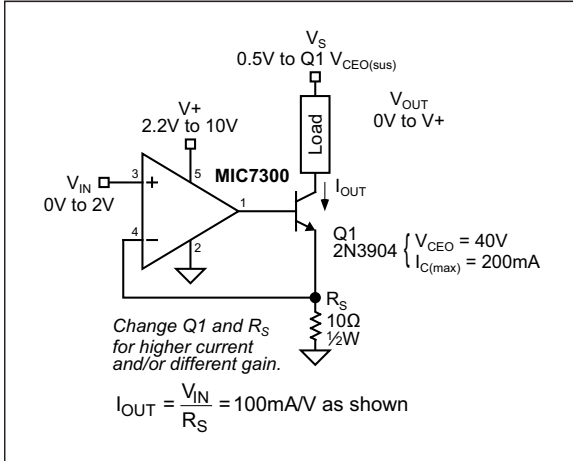 V_S
0.5V to Q1 V_CEO(sus)
V+
2.2V to 10V
V_OUT
0V to V+
Load
MIC7300
I_OUT
V_IN
0V to 2V
3
+
4
−
5
1
2
Q1
2N3904
V_CEO = 40V
I_C(max) = 200mA
R_S
10Ω
½W
Change Q1 and R_S
for higher current
and/or different gain.
I_OUT = V_IN / R_S = 100mA/V as shown